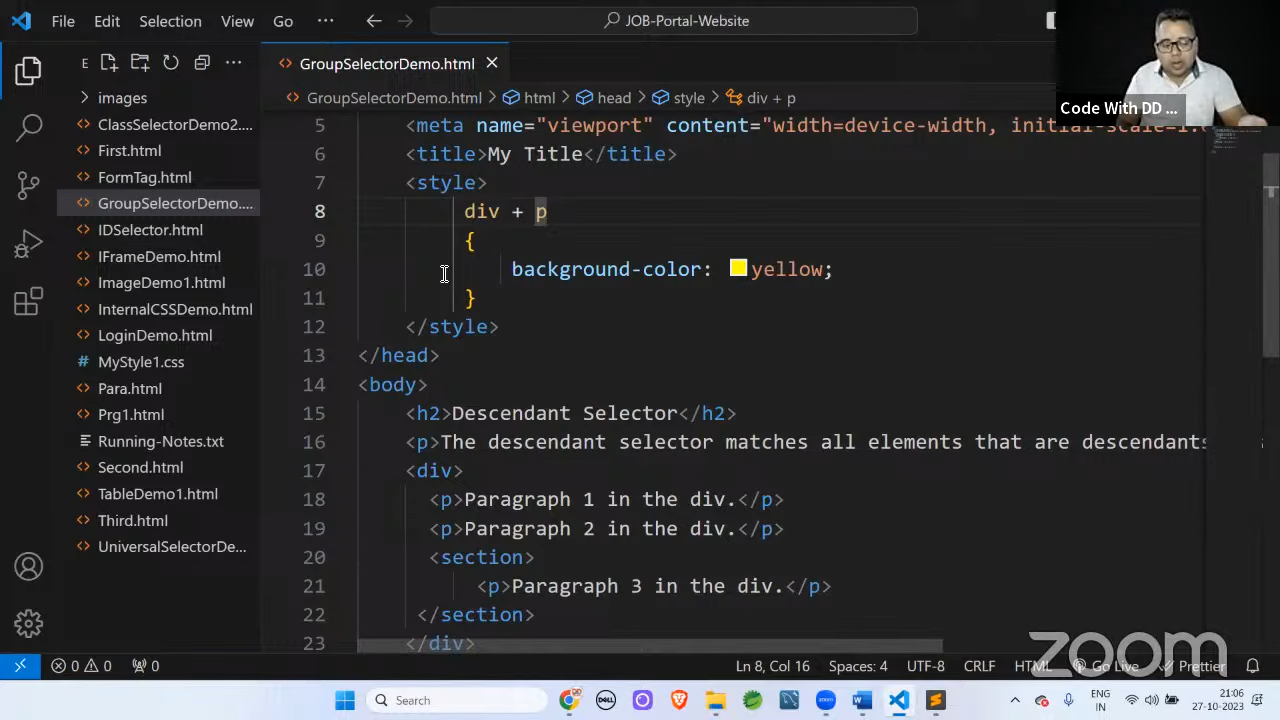 File Edit Selection View Go ··· JOB-Portal-Website
Code With DD ...
E
GroupSelectorDemo.html
GroupSelectorDemo.html > html > head > style > div + p
images
ClassSelectorDemo2....
First.html
FormTag.html
GroupSelectorDemo....
IDSelector.html
IFrameDemo.html
ImageDemo1.html
InternalCSSDemo.html
LoginDemo.html
# MyStyle1.css
Para.html
Prg1.html
Running-Notes.txt
Second.html
TableDemo1.html
Third.html
UniversalSelectorDe...
5 <meta name="viewport" content="width=device-width, initial-scale=1.
6 <title>My Title</title>
7 <style>
8 div + p
9 {
10 background-color: yellow;
11 }
12 </style>
13 </head>
14 <body>
15 <h2>Descendant Selector</h2>
16 <p>The descendant selector matches all elements that are descendants
17 <div>
18 <p>Paragraph 1 in the div.</p>
19 <p>Paragraph 2 in the div.</p>
20 <section>
21 <p>Paragraph 3 in the div.</p>
22 </section>
23 </div>
zoom
0 0 0 Ln 8, Col 16 Spaces: 4 UTF-8 CRLF HTML Go Live Prettier
Search
DELL
ENG
IN
21:06
27-10-2023